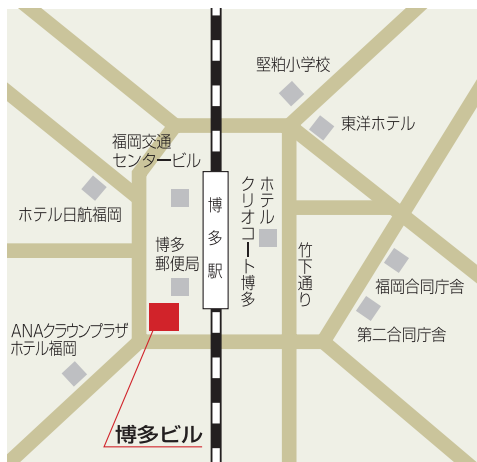 堅粕小学校
東洋ホテル
福岡交通
センタービル
ホテル日航福岡
博多
郵便局
博多駅
ホテル
クリオコート博多
竹下通り
福岡合同庁舎
第二合同庁舎
ANAクラウンプラザ
ホテル福岡
博多ビル